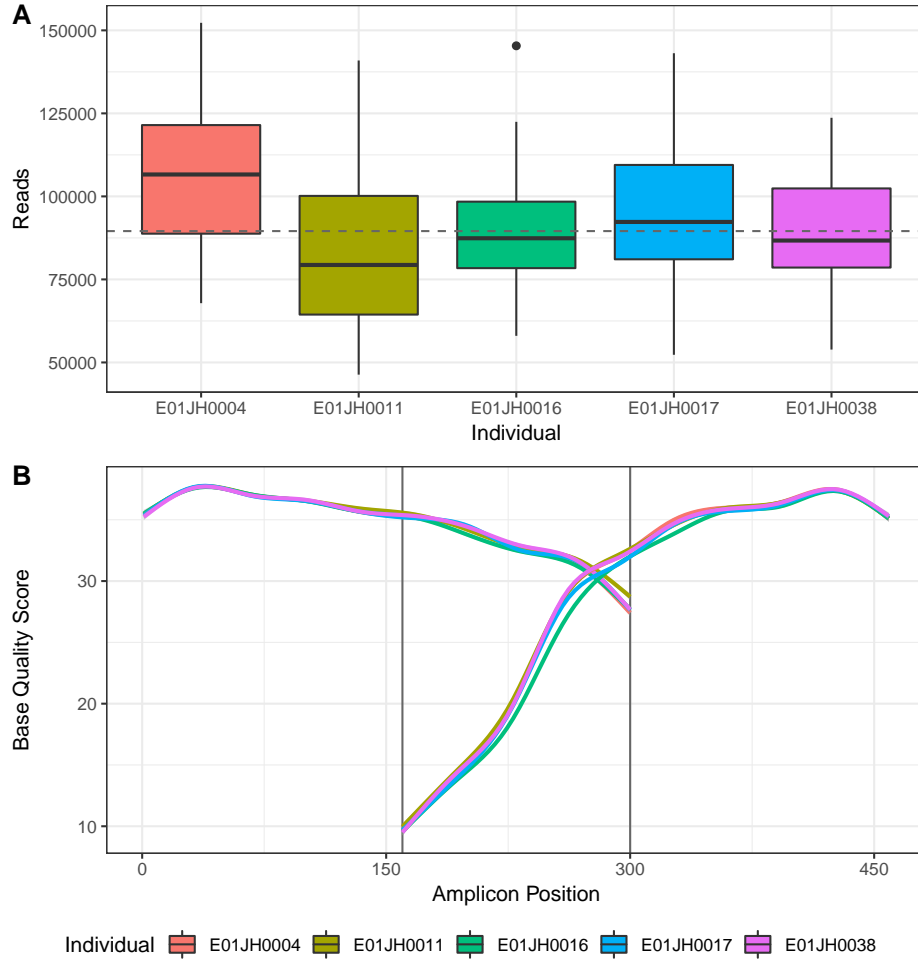 A
150000
125000
100000
75000
50000
Reads
E01JH0004 E01JH0011 E01JH0016 E01JH0017 E01JH0038
Individual
B
30
20
10
Base Quality Score
0 150 300 450
Amplicon Position
Individual E01JH0004 E01JH0011 E01JH0016 E01JH0017 E01JH0038